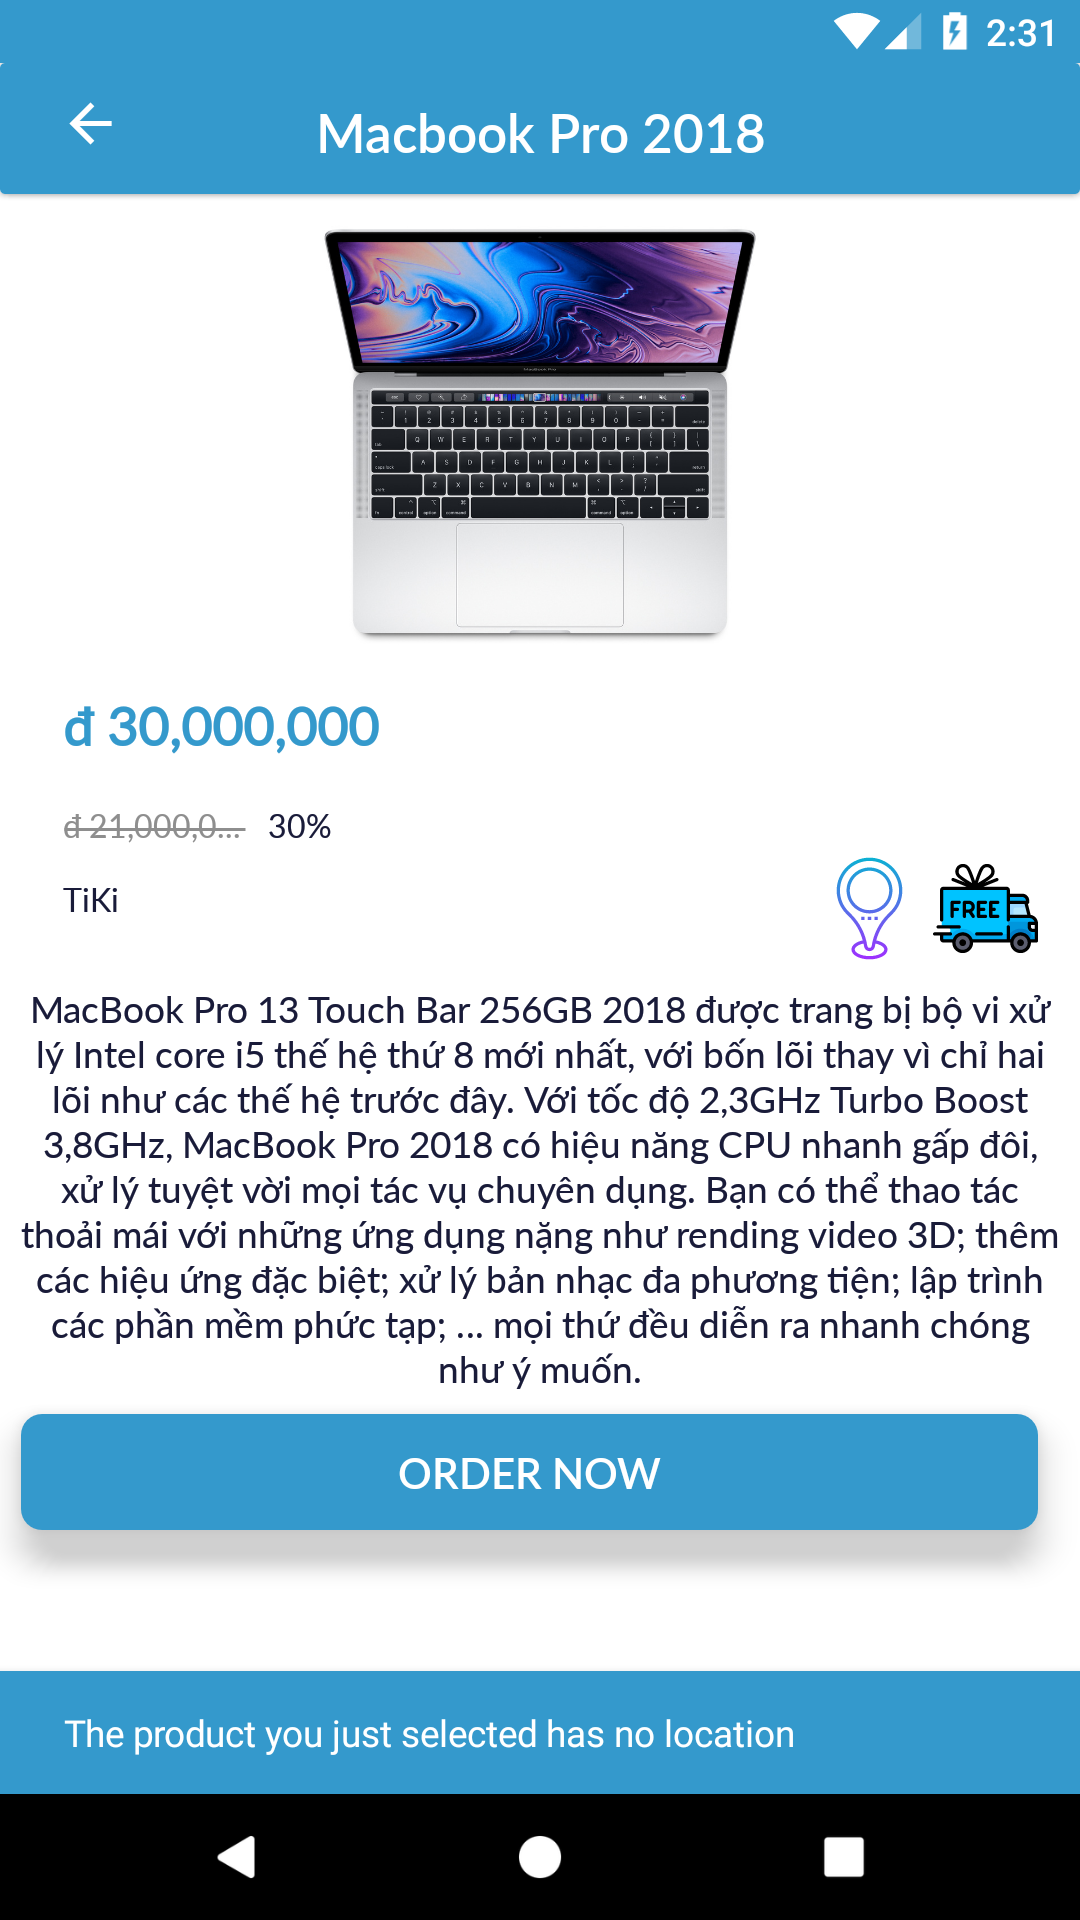 2:31
Macbook Pro 2018
đ 30,000,000
đ 21,000,0... 30%
TiKi
FREE
MacBook Pro 13 Touch Bar 256GB 2018 được trang bị bộ vi xử
lý Intel core i5 thế hệ thứ 8 mới nhất, với bốn lõi thay vì chỉ hai
lõi như các thế hệ trước đây. Với tốc độ 2,3GHz Turbo Boost
3,8GHz, MacBook Pro 2018 có hiệu năng CPU nhanh gấp đôi,
xử lý tuyệt vời mọi tác vụ chuyên dụng. Bạn có thể thao tác
thoải mái với những ứng dụng nặng như rending video 3D; thêm
các hiệu ứng đặc biệt; xử lý bản nhạc đa phương tiện; lập trình
các phần mềm phức tạp; ... mọi thứ đều diễn ra nhanh chóng
như ý muốn.
ORDER NOW
The product you just selected has no location